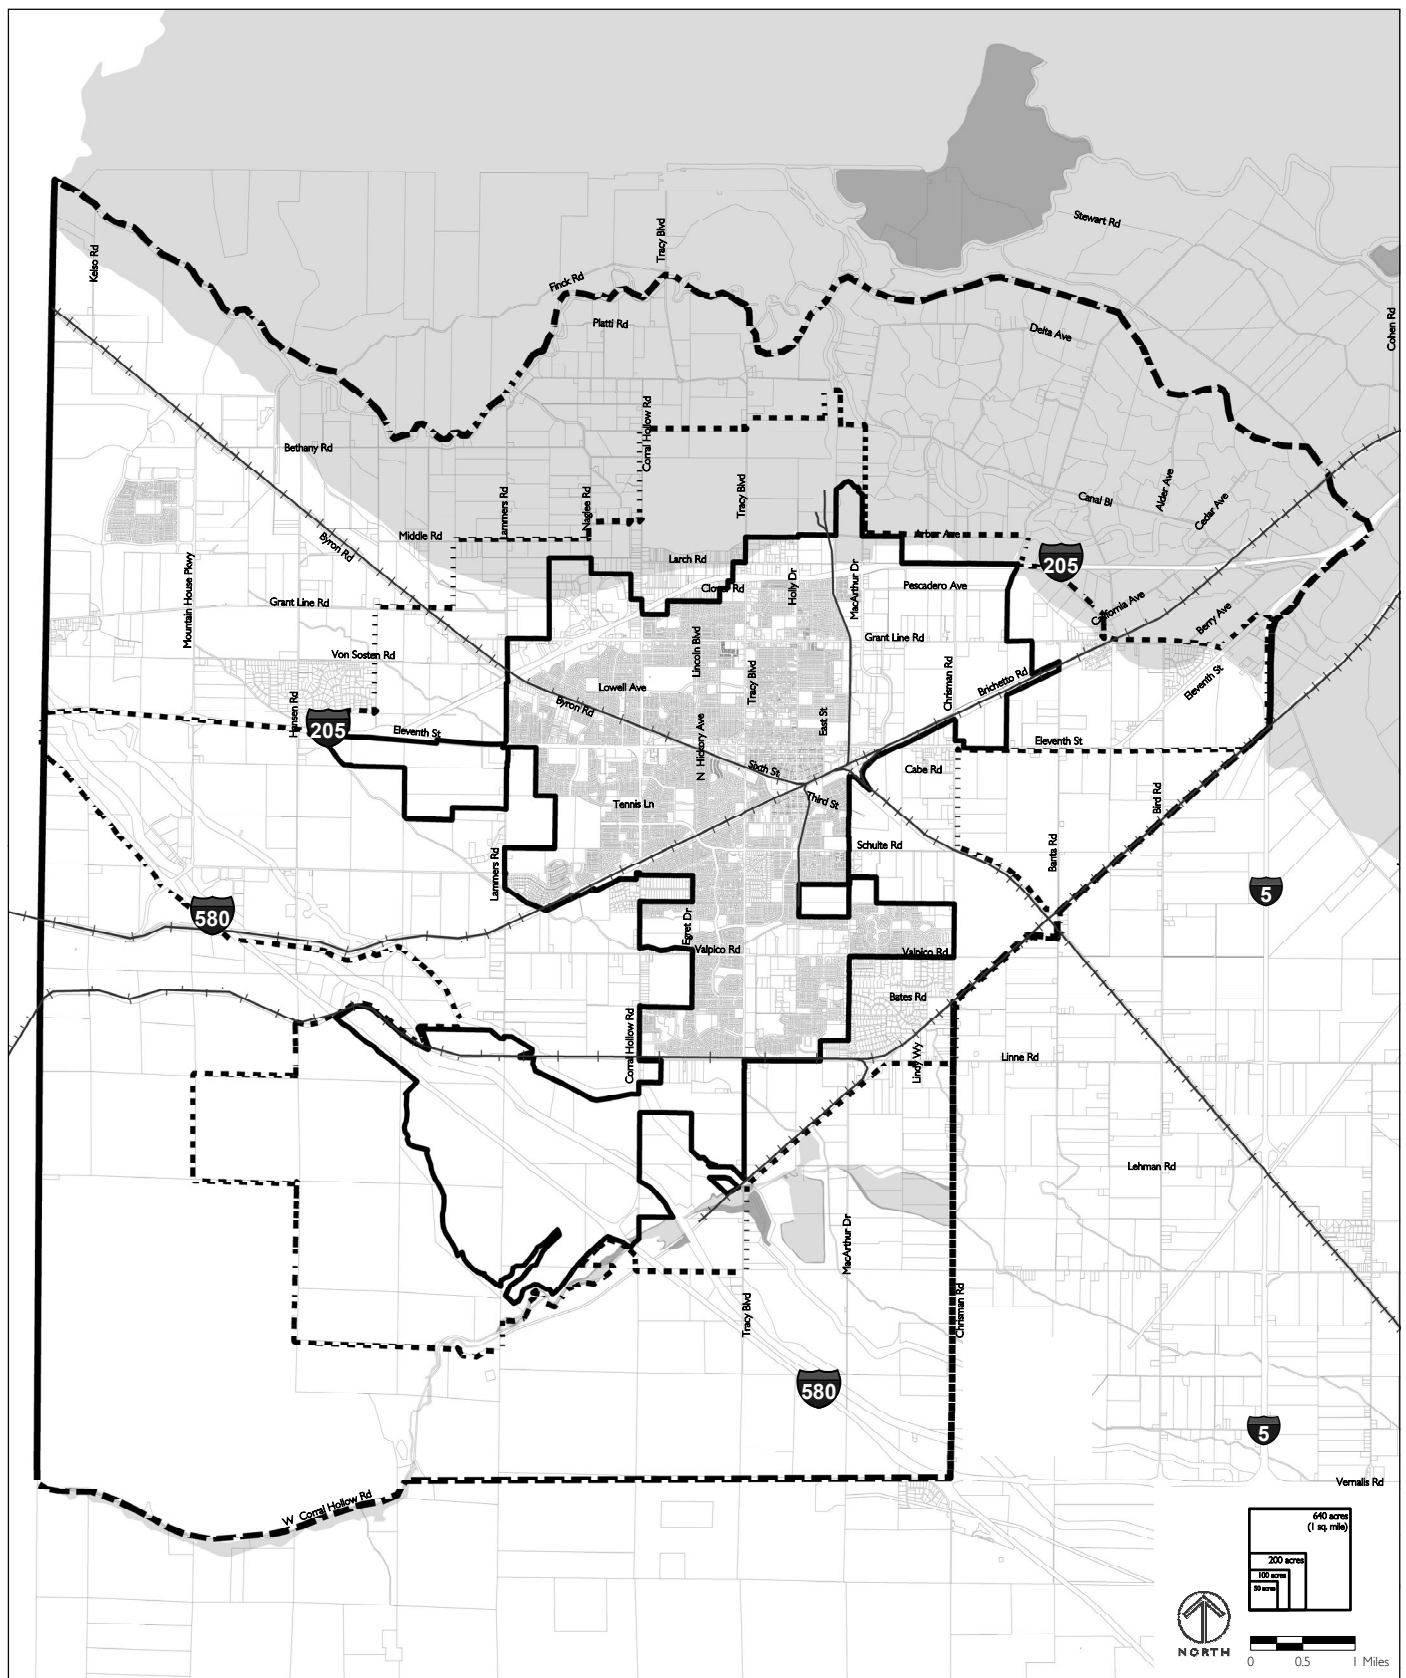 Stewart Rd
Tracy Blvd
Kelso Rd
Finck Rd
Platti Rd
Delta Ave
Cohen Rd
Corral Hollow Rd
Bethany Rd
Lammers Rd
Naglee Rd
Tracy Blvd
Canal Bl
Alder Ave
Cedar Ave
Middle Rd
Arbor Ave
Byron Rd
Larch Rd
205
Mountain House Pkwy
Clover Rd
Holly Dr
MacArthur Dr
Pescadero Ave
Grant Line Rd
California Ave
Berry Ave
Grant Line Rd
Lincoln Blvd
Von Sosten Rd
Tracy Blvd
Chrisman Rd
Brichetto Rd
Eleventh St
Lowell Ave
Hansen Rd
Byron Rd
East St
205
Eleventh St
N Hickory Ave
Eleventh St
Sixth St
Cabe Rd
Bird Rd
Tennis Ln
Third St
Schulte Rd
Banta Rd
Lammers Rd
5
580
Egret Dr
Valpico Rd
Valpico Rd
Bates Rd
Corral Hollow Rd
Lindy Wy
Linne Rd
Lehman Rd
MacArthur Dr
Tracy Blvd
Chrisman Rd
580
5
Vernalis Rd
W Corral Hollow Rd
640 acres
(1 sq. mile)
200 acres
100 acres
50 acres
NORTH
0 0.5 1 Miles